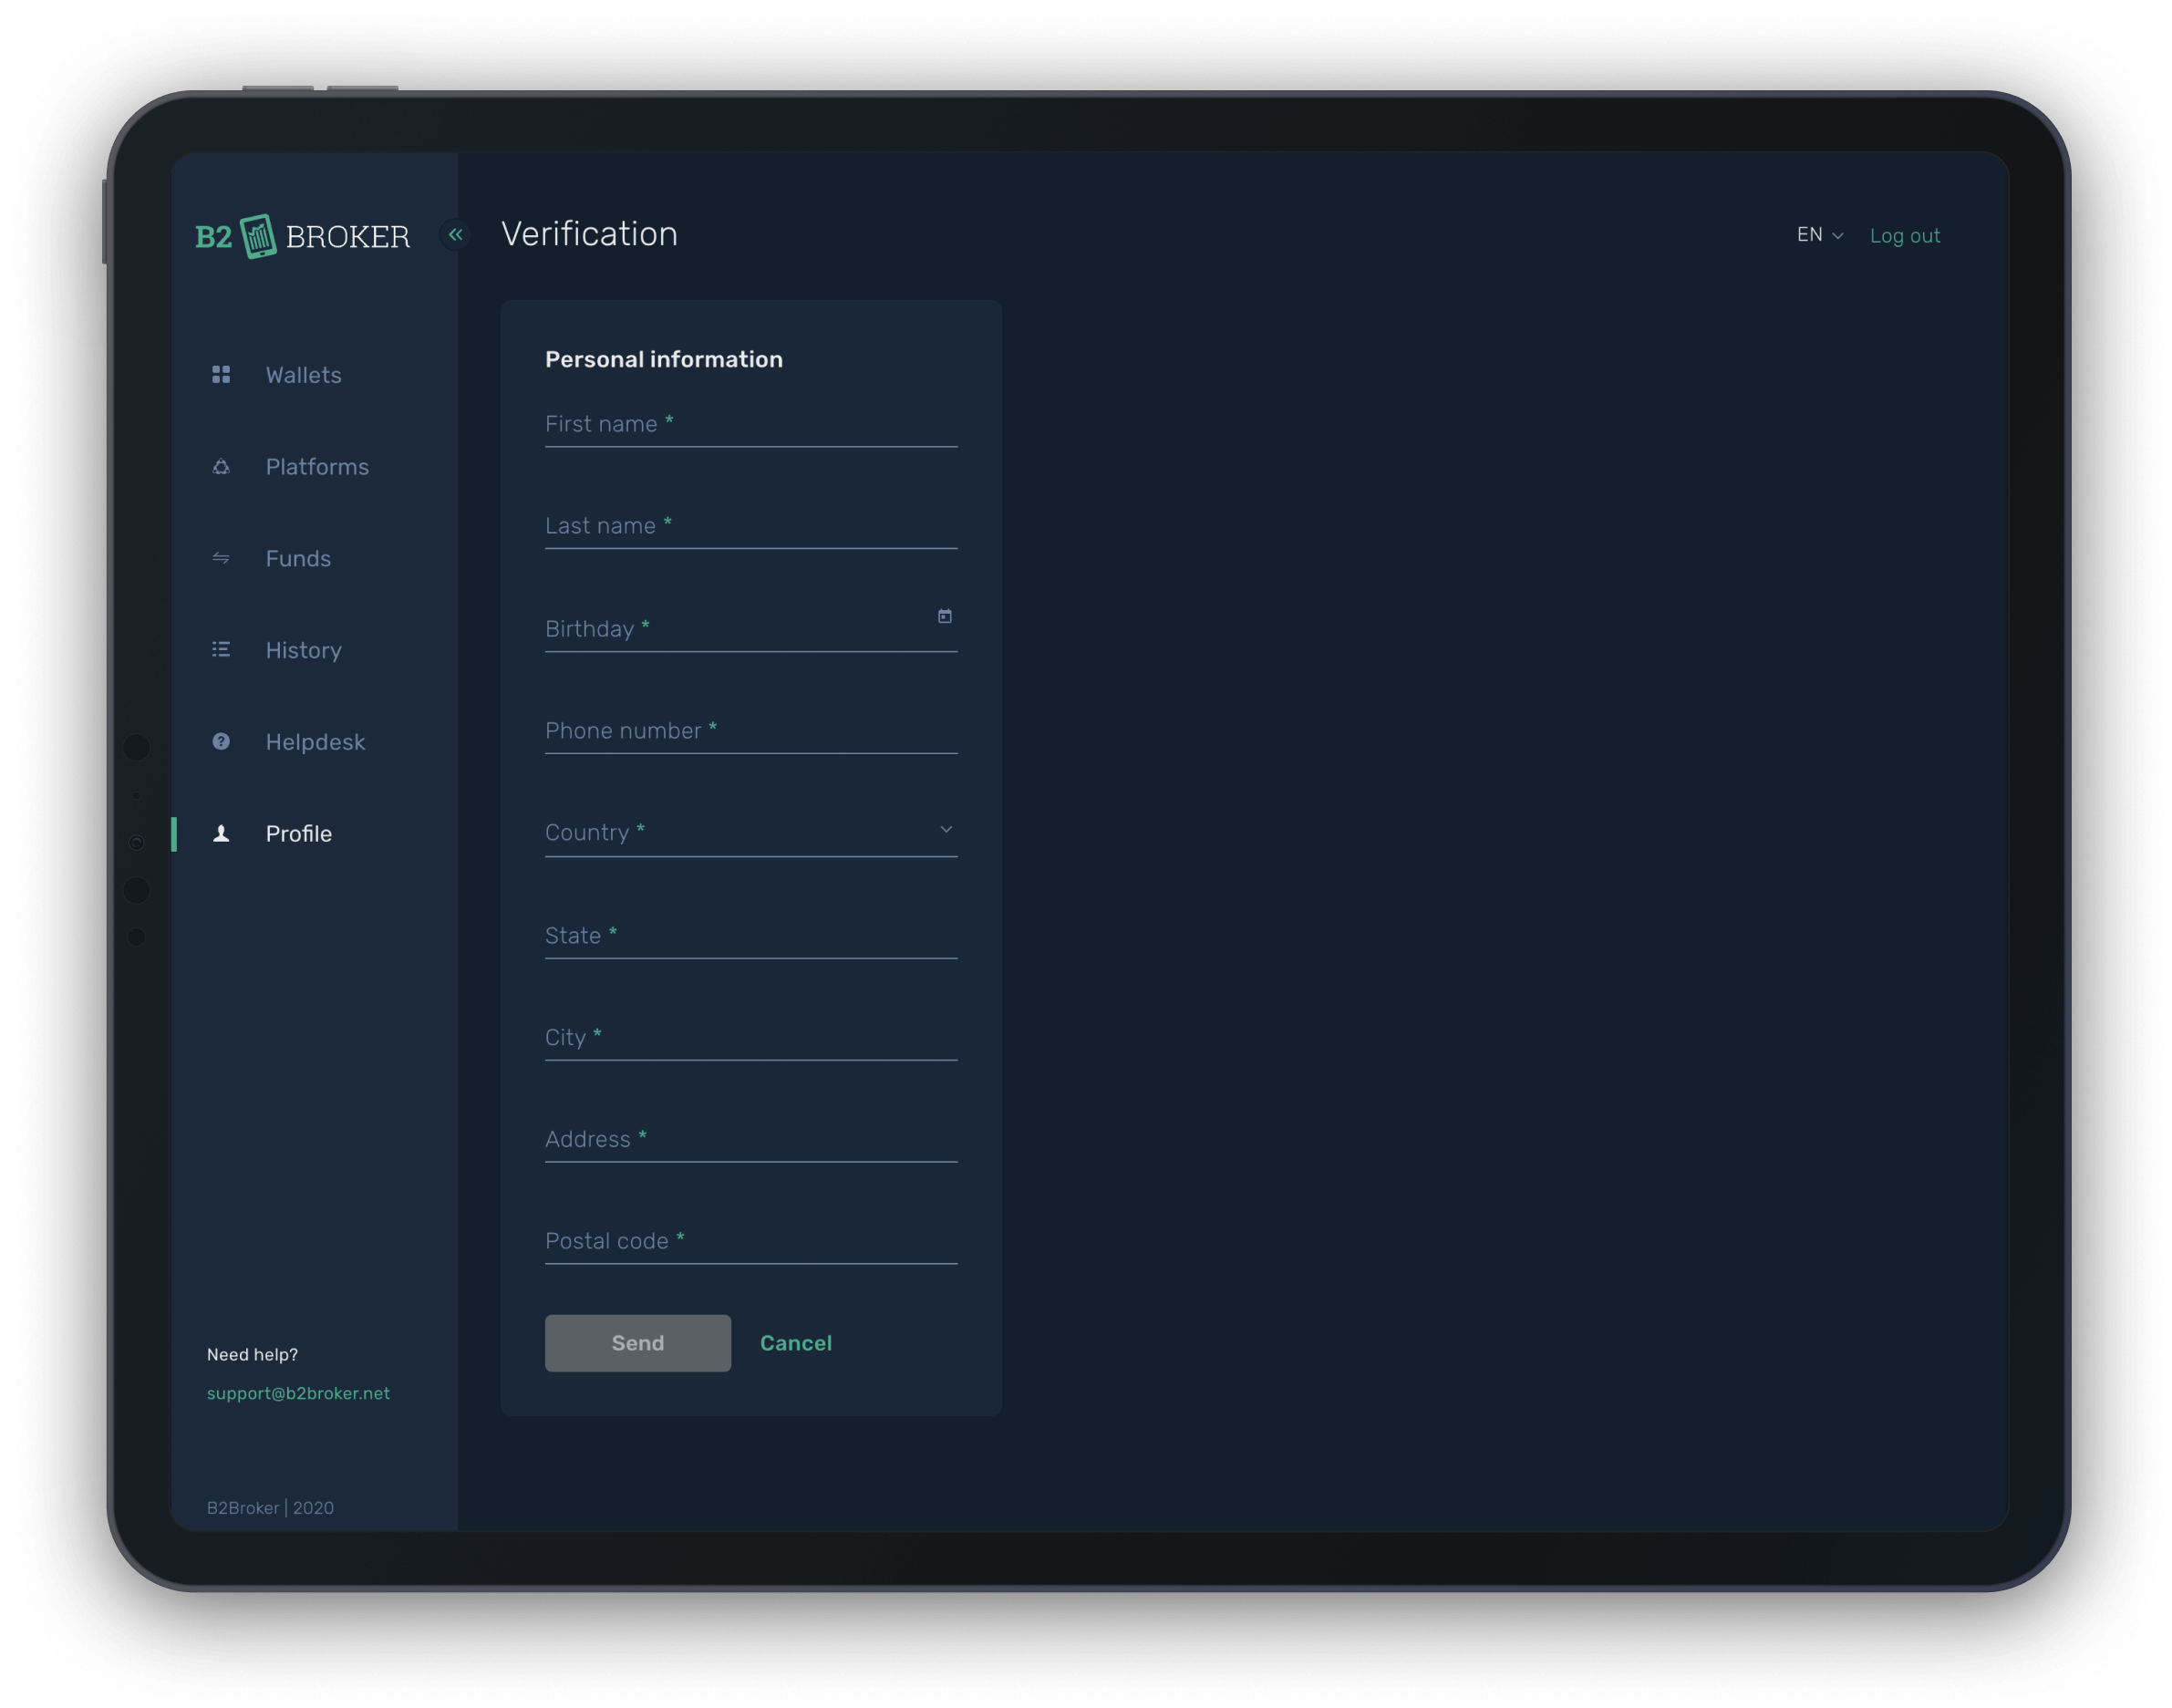 B2 BROKER
Wallets
Platforms
Funds
History
Helpdesk
Profile
Need help?
support@b2broker.net
B2Broker | 2020
Verification
EN
Log out
Personal information
First name *
Last name *
Birthday *
Phone number *
Country *
State *
City *
Address *
Postal code *
Send
Cancel